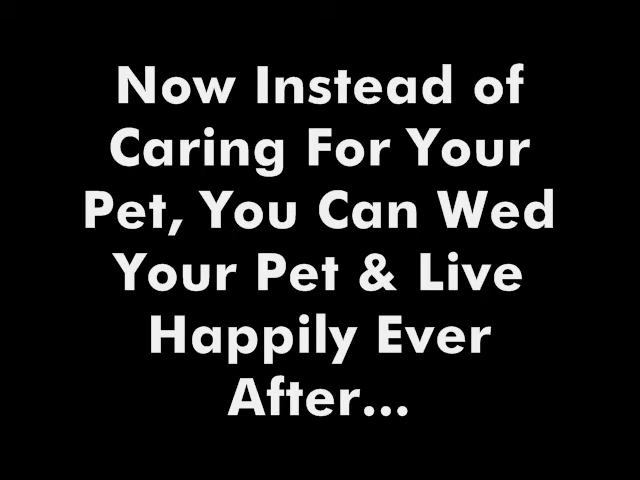 Now Instead of
Caring For Your
Pet, You Can Wed
Your Pet & Live
Happily Ever
After...